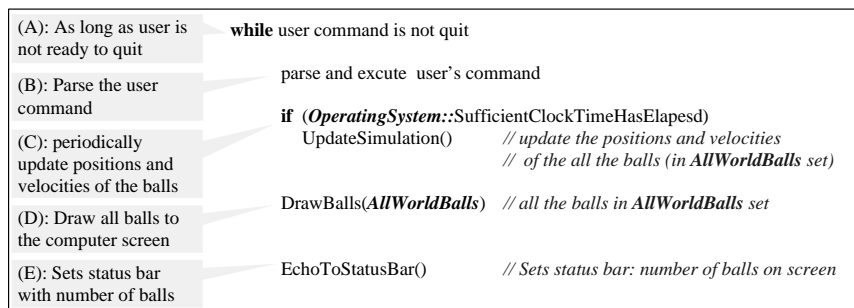 (A): As long as user is
not ready to quit
while user command is not quit
(B): Parse the user
command
parse and excute user's command
(C): periodically
update positions and
velocities of the balls
if (OperatingSystem::SufficientClockTimeHasElapesd)
UpdateSimulation() // update the positions and velocities
// of the all the balls (in AllWorldBalls set)
(D): Draw all balls to
the computer screen
DrawBalls(AllWorldBalls) // all the balls in AllWorldBalls set
(E): Sets status bar
with number of balls
EchoToStatusBar() // Sets status bar: number of balls on screen